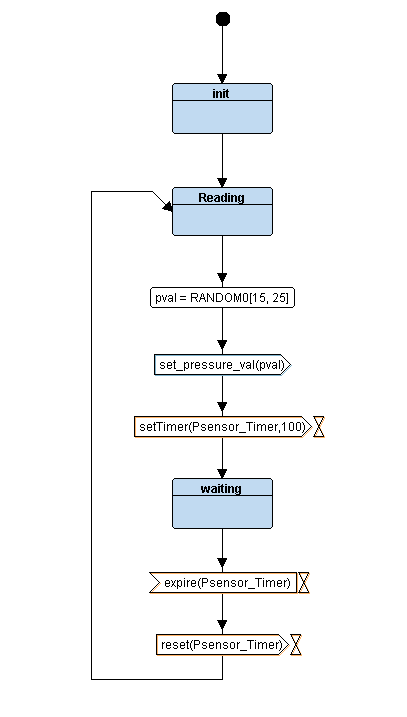 init
Reading
pval = RANDOM0[15, 25]
set_pressure_val(pval)
setTimer(Psensor_Timer,100)
waiting
expire(Psensor_Timer)
reset(Psensor_Timer)